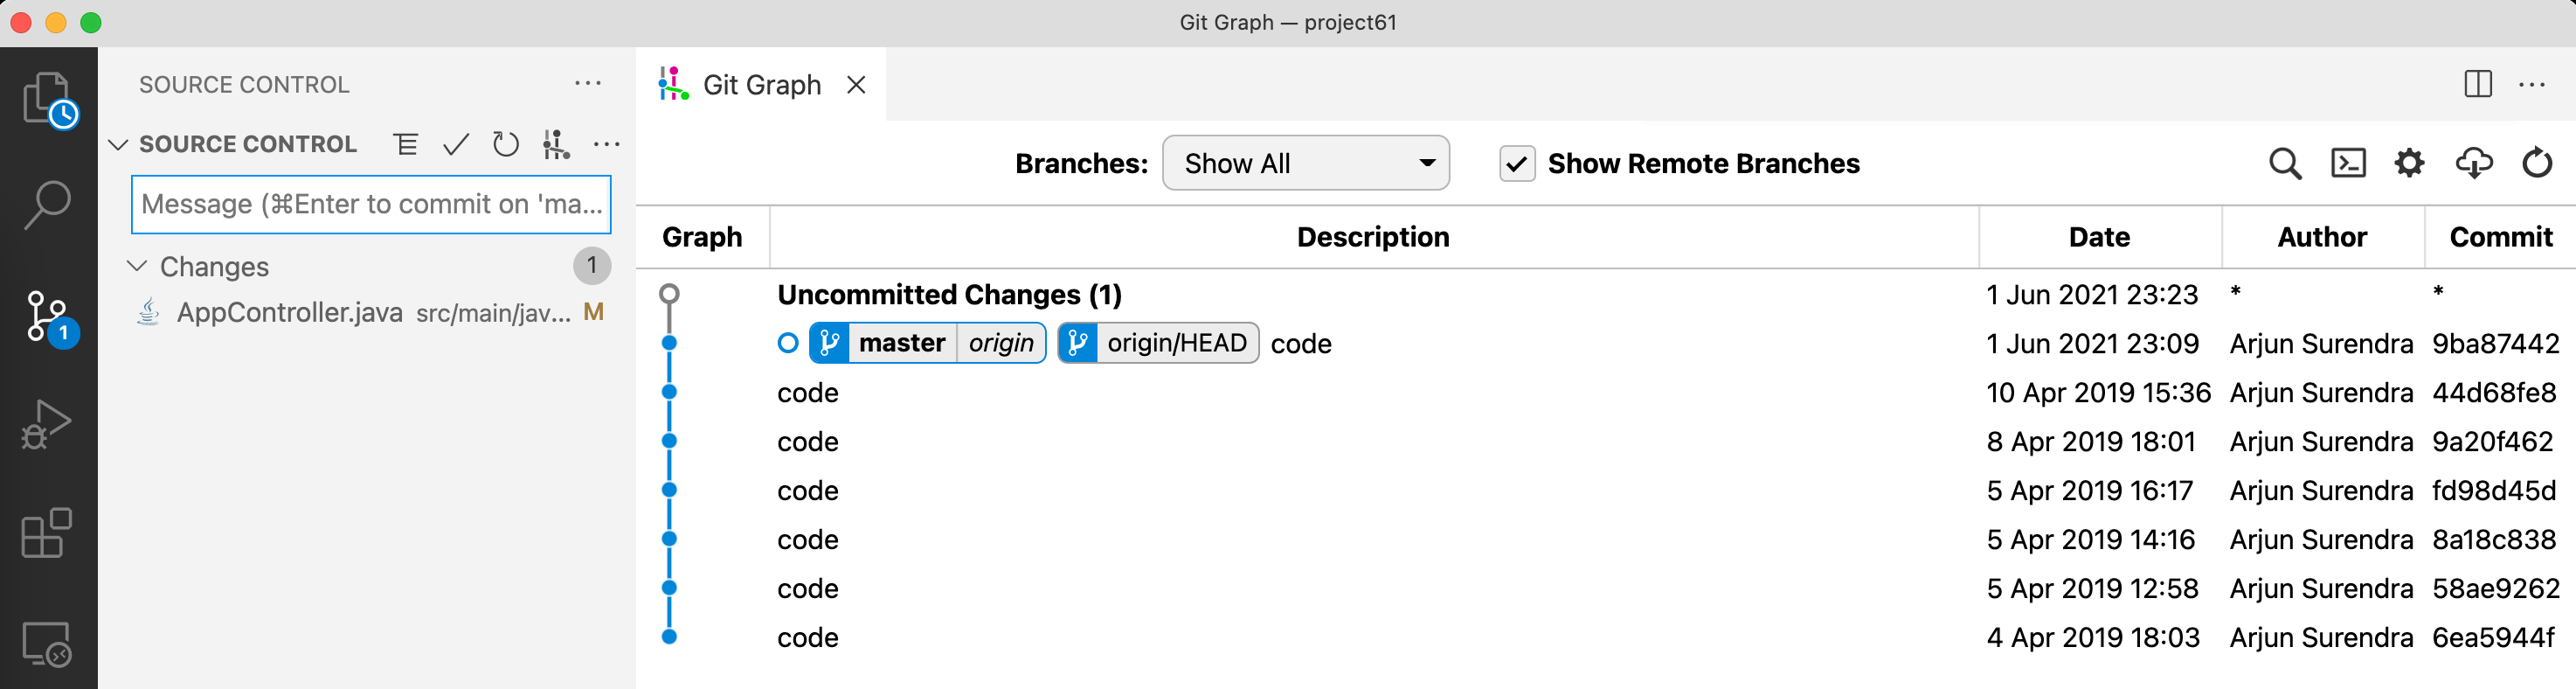 Git Graph — project61
SOURCE CONTROL
SOURCE CONTROL
Message (⌘Enter to commit on 'ma...
Changes 1
AppController.java src/main/jav... M
1
Git Graph
Branches: Show All Show Remote Branches
Graph Description Date Author Commit
Uncommitted Changes (1) 1 Jun 2021 23:23 * *
master origin origin/HEAD code 1 Jun 2021 23:09 Arjun Surendra 9ba87442
code 10 Apr 2019 15:36 Arjun Surendra 44d68fe8
code 8 Apr 2019 18:01 Arjun Surendra 9a20f462
code 5 Apr 2019 16:17 Arjun Surendra fd98d45d
code 5 Apr 2019 14:16 Arjun Surendra 8a18c838
code 5 Apr 2019 12:58 Arjun Surendra 58ae9262
code 4 Apr 2019 18:03 Arjun Surendra 6ea5944f